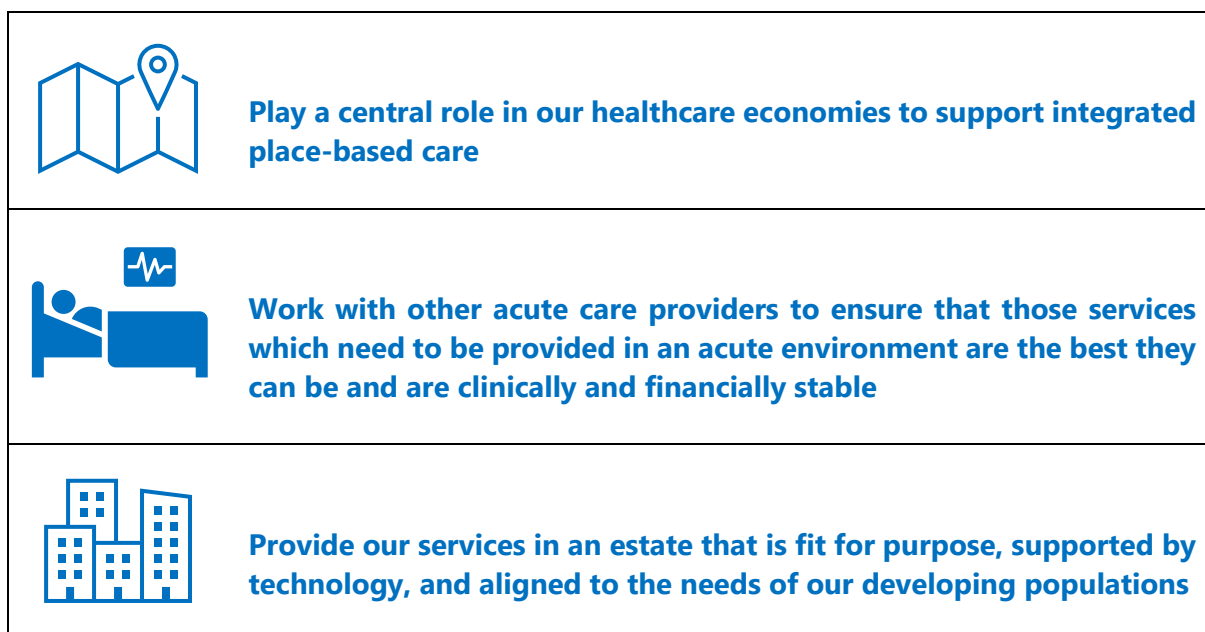 Play a central role in our healthcare economies to support integrated
place-based care
Work with other acute care providers to ensure that those services
which need to be provided in an acute environment are the best they
can be and are clinically and financially stable
Provide our services in an estate that is fit for purpose, supported by
technology, and aligned to the needs of our developing populations